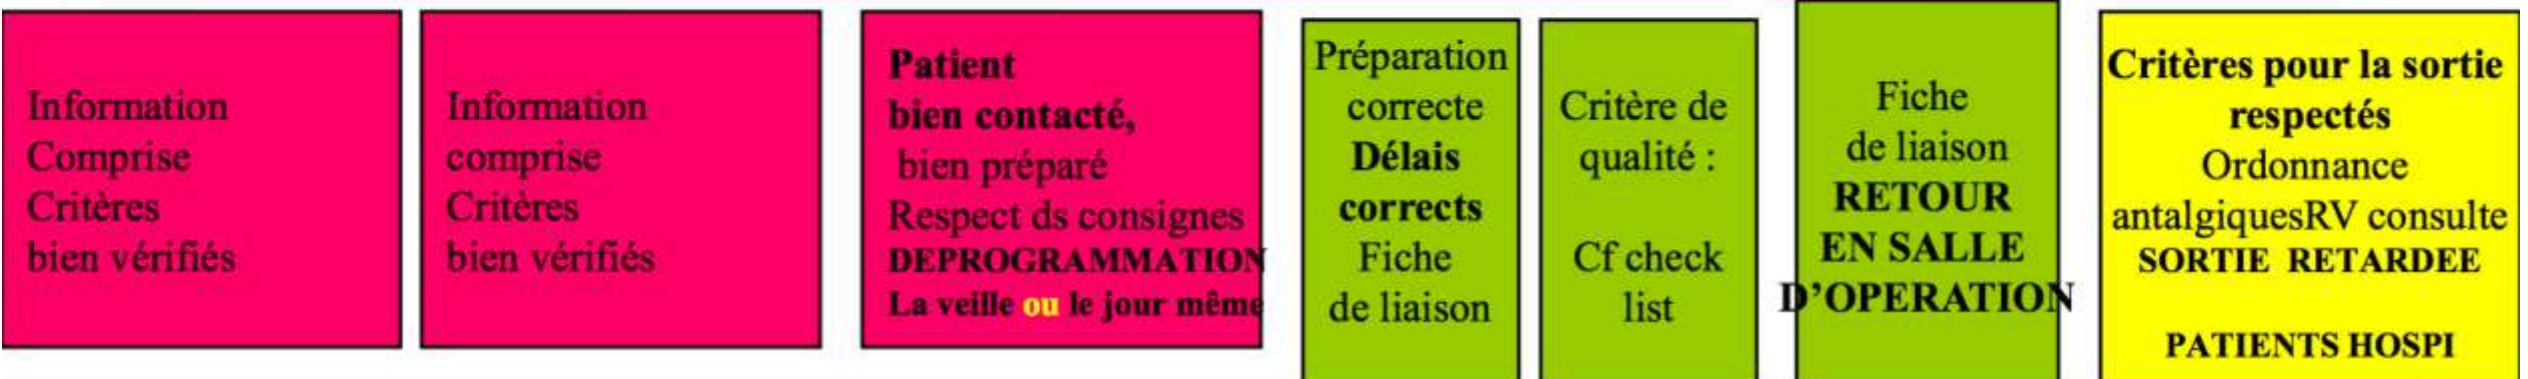 Information
Comprise
Critères
bien vérifiés
Information
comprise
Critères
bien vérifiés
Patient
bien contacté,
bien préparé
Respect ds consignes
DEPROGRAMMATION
La veille ou le jour même
Préparation
correcte
Délais
corrects
Fiche
de liaison
Critère de
qualité :
Cf check
list
Fiche
de liaison
RETOUR
EN SALLE
D’OPERATION
Critères pour la sortie
respectés
Ordonnance
antalgiquesRV consulte
SORTIE RETARDEE
PATIENTS HOSPI